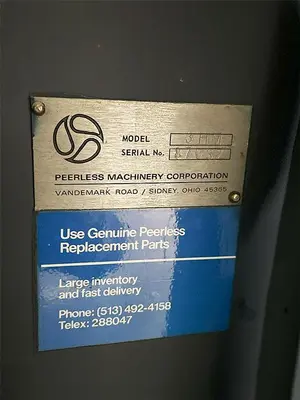 MODEL
SERIAL No.
PEERLESS MACHINERY CORPORATION
VANDEMARK ROAD / SIDNEY, OHIO 45365
Use Genuine Peerless
Replacement Parts
Large inventory
and fast delivery
Phone: (513) 492-4158
Telex: 288047